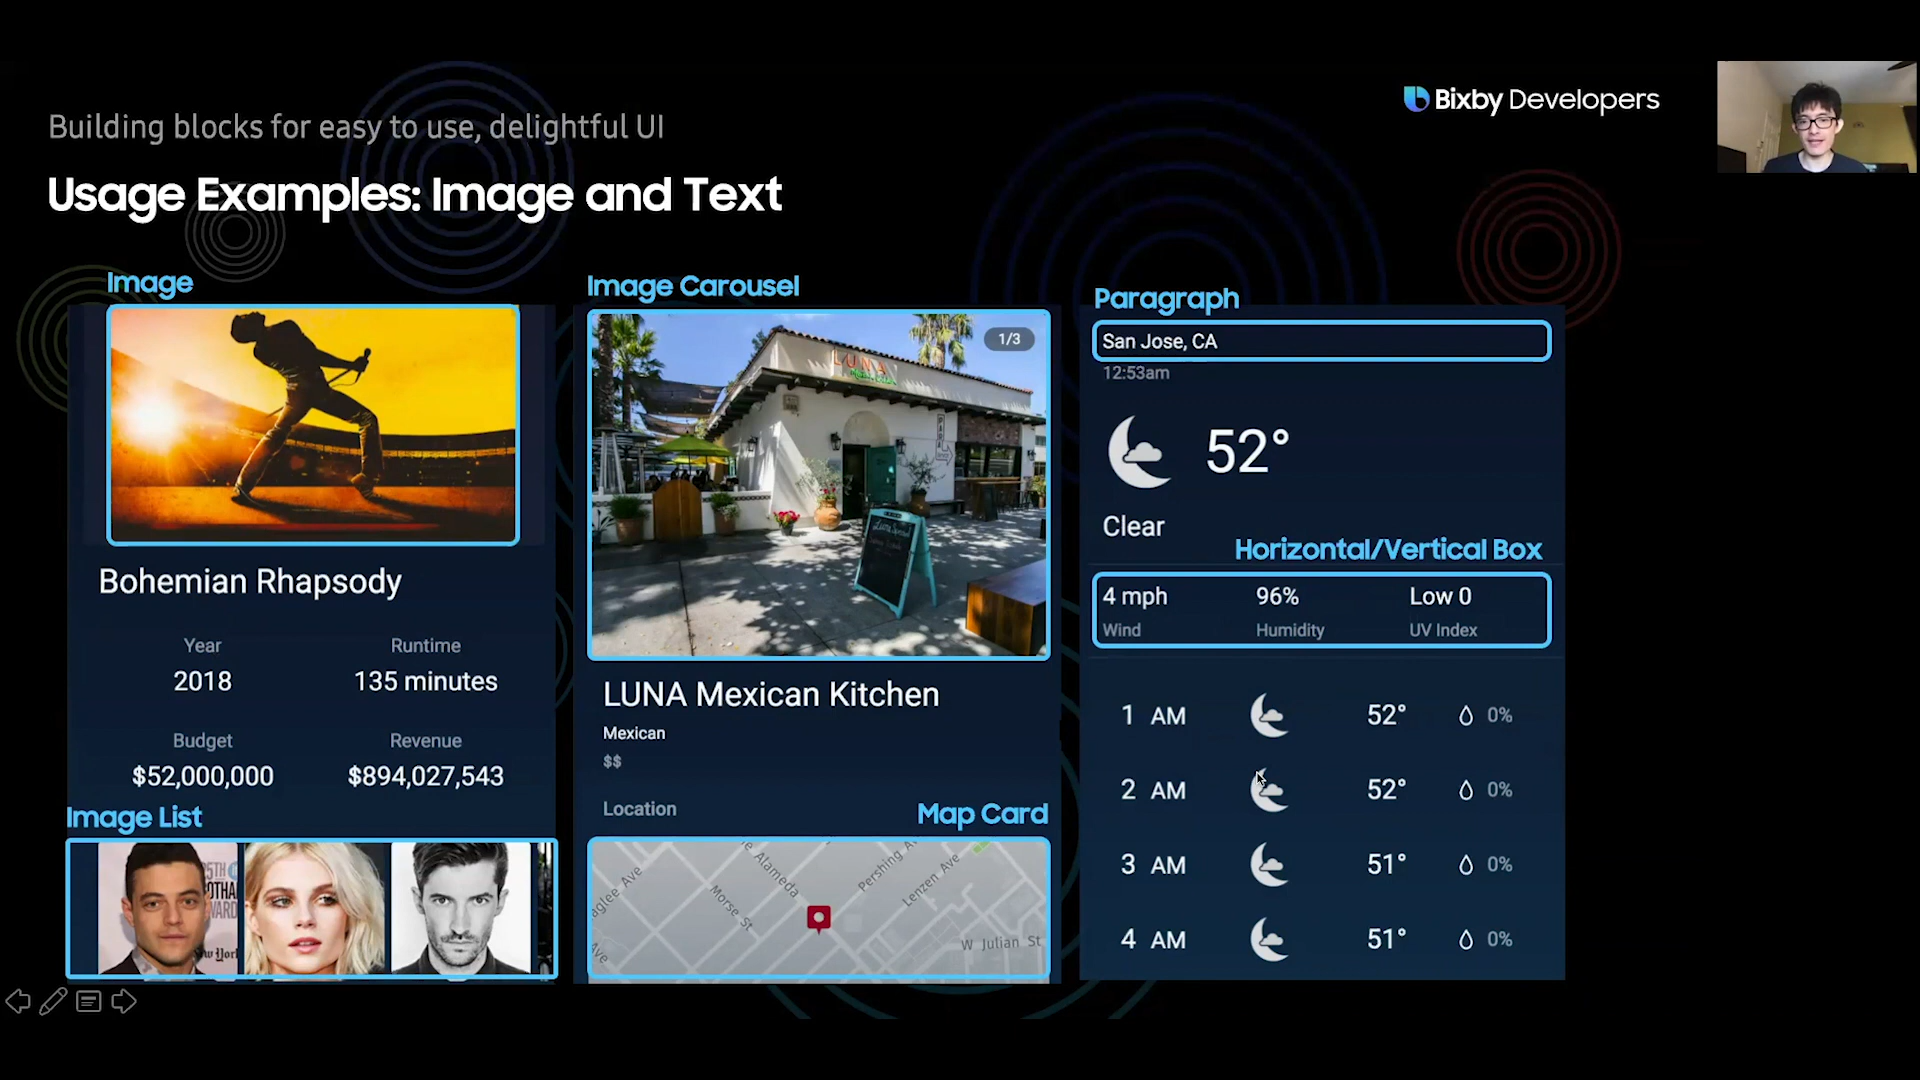 Building blocks for easy to use, delightful UI
Bixby Developers
Usage Examples: Image and Text
Image
Bohemian Rhapsody
Year
Runtime
2018
135 minutes
Budget
Revenue
$52,000,000
$894,027,543
Image List
Image Carousel
1/3
LUNA
LUNA Mexican Kitchen
Mexican
$$
Location
Map Card
Alameda
Pershing
Lenzen Ave
Morse St
Ave
W Julian St
Paragraph
San Jose, CA
12:53am
52°
Clear
Horizontal/Vertical Box
4 mph
96%
Low 0
Wind
Humidity
UV Index
1 AM
52°
0%
2 AM
52°
0%
3 AM
51°
0%
4 AM
51°
0%